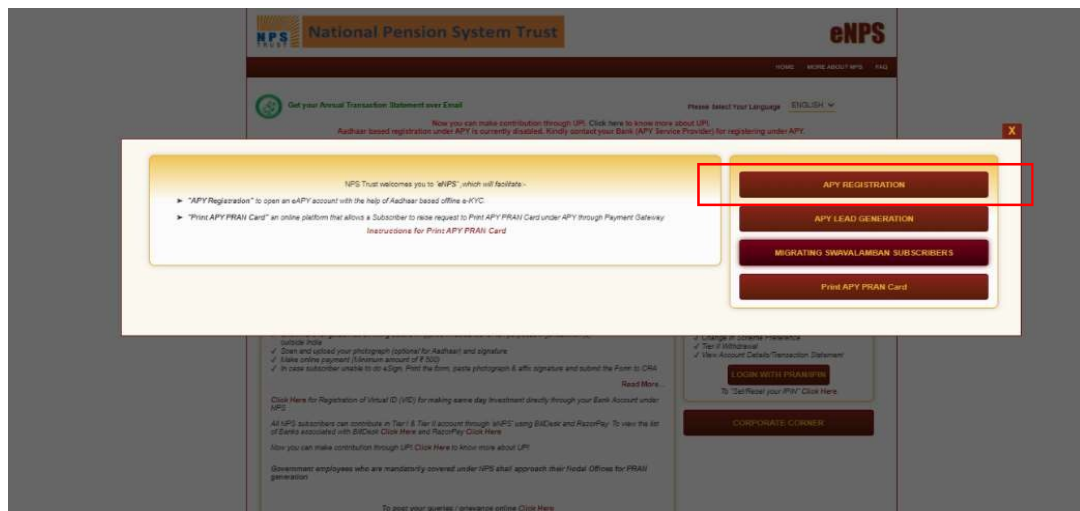 NPS
TRUST
National Pension System Trust
eNPS
HOME MORE ABOUT NPS FAQ
Get your Annual Transaction Statement over Email
Please Select Your Language ENGLISH
Now you can make contribution through UPI. Click here to know more about UPI.
Aadhaar based registration under APY is currently disabled. Kindly contact your Bank (APY Service Provider) for registering under APY.
X
NPS Trust welcomes you to 'eNPS' ,which will facilitate:-
► "APY Registration" to open an eAPY account with the help of Aadhaar based offline e-KYC.
► "Print APY PRAN Card" an online platform that allows a Subscriber to raise request to Print APY PRAN Card under APY through Payment Gateway
Instructions for Print APY PRAN Card
APY REGISTRATION
APY LEAD GENERATION
MIGRATING SWAVALAMBAN SUBSCRIBERS
Print APY PRAN Card
outside India
✓ Scan and upload your photograph (optional for Aadhaar) and signature
✓ Make online payment (Minimum amount of ₹ 500)
✓ In case subscriber unable to do eSign, Print the form, paste photograph & affix signature and submit the Form to CRA
Read More...
Click Here for Registration of Virtual ID (VID) for making same day Investment directly through your Bank Account under
NPS
All NPS subscribers can contribute in Tier I & Tier II account through 'eNPS' using BillDesk and RazorPay. To view the list
of Banks associated with BillDesk Click Here and RazorPay Click Here
Now you can make contribution through UPI Click Here to know more about UPI
Government employees who are mandatorily covered under NPS shall approach their Nodal Offices for PRAN
generation
To post your queries / grievance online Click Here
✓ Change in Scheme Preference
✓ Tier II Withdrawal
✓ View Account Details/Transaction Statement
LOGIN WITH PRAN/IPIN
To "Set/Reset your IPIN" Click Here
CORPORATE CORNER